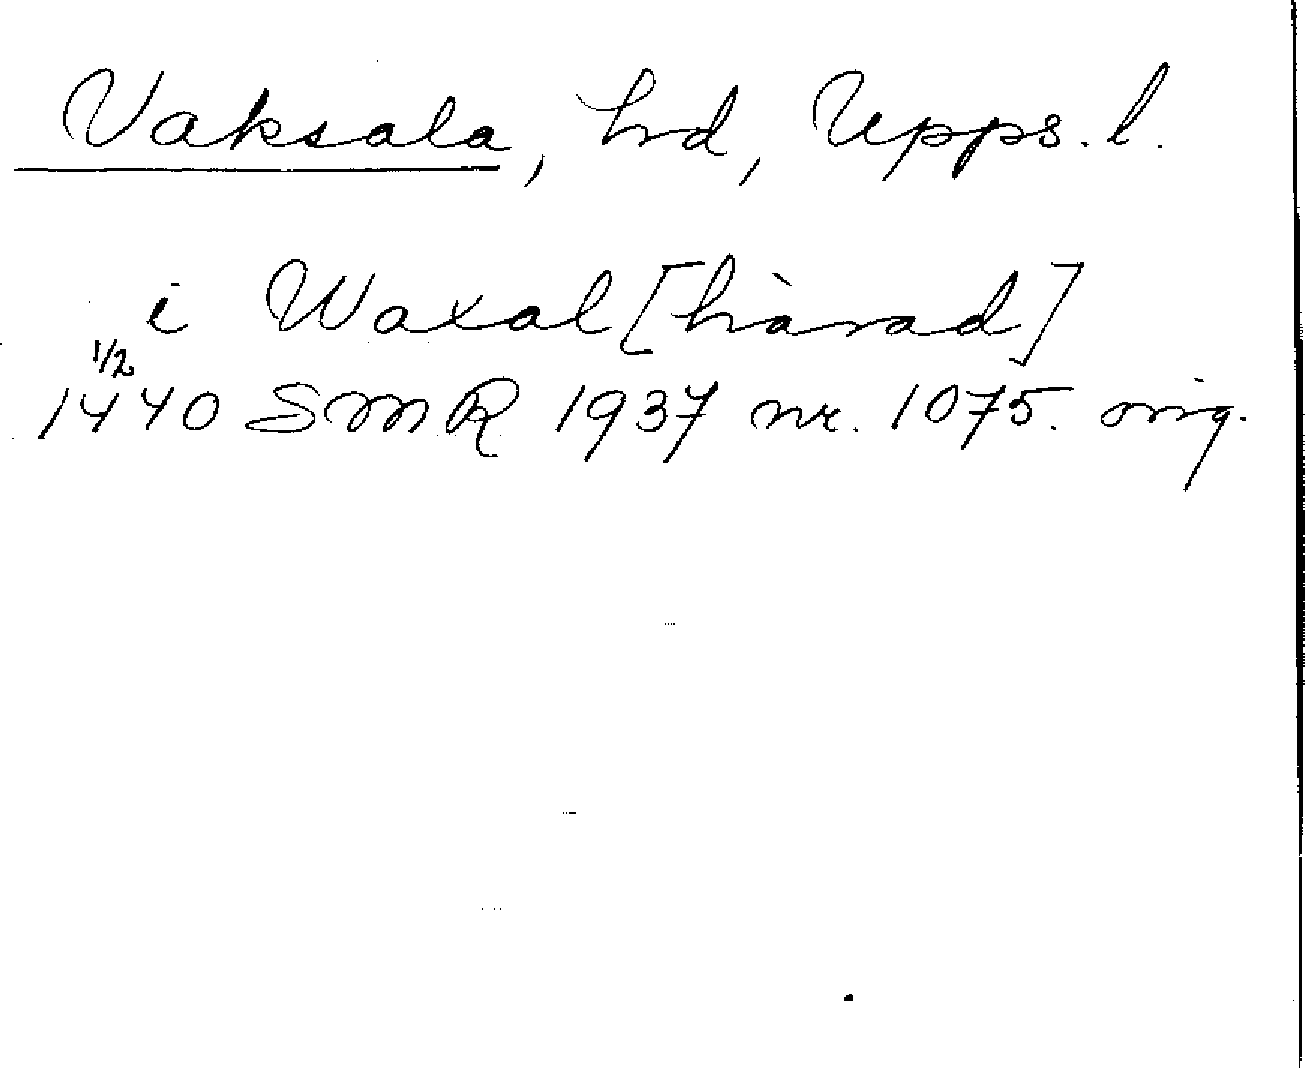 Vaksala, hd, Upps. l.
i Waxal [härad]
1/2
1440 SMR 1937 nr. 1075. orig.